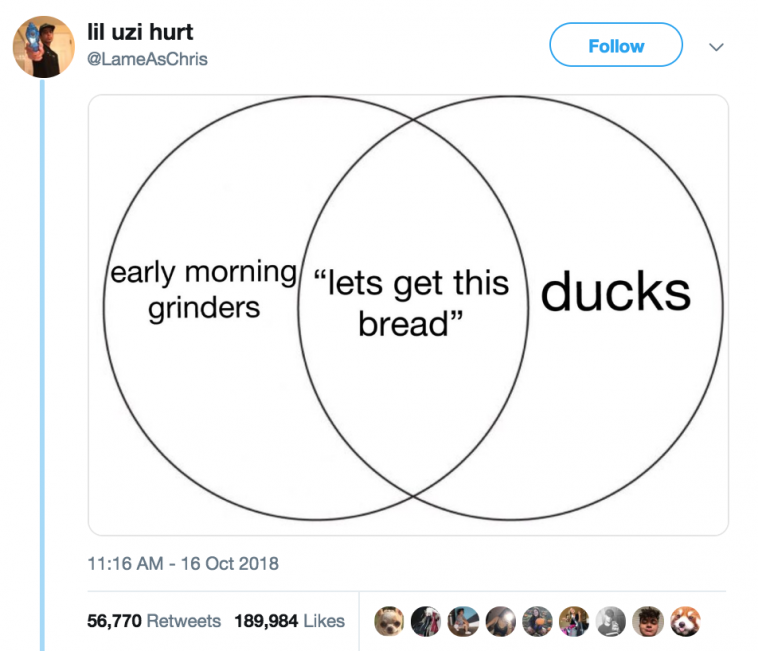 lil uzi hurt
@LameAsChris
Follow
early morning
grinders
“lets get this
bread”
ducks
11:16 AM - 16 Oct 2018
56,770 Retweets 189,984 Likes